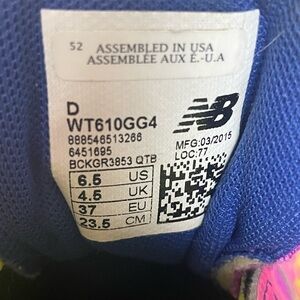 52 ASSEMBLED IN USA
ASSEMBLÉE AUX É.-U.A
D
WT610GG4
888546513266
6451695
BCKGR3853 QTB
NB
MFG:03/2015
LOC:77
6.5 US
4.5 UK
37 EU
23.5 CM